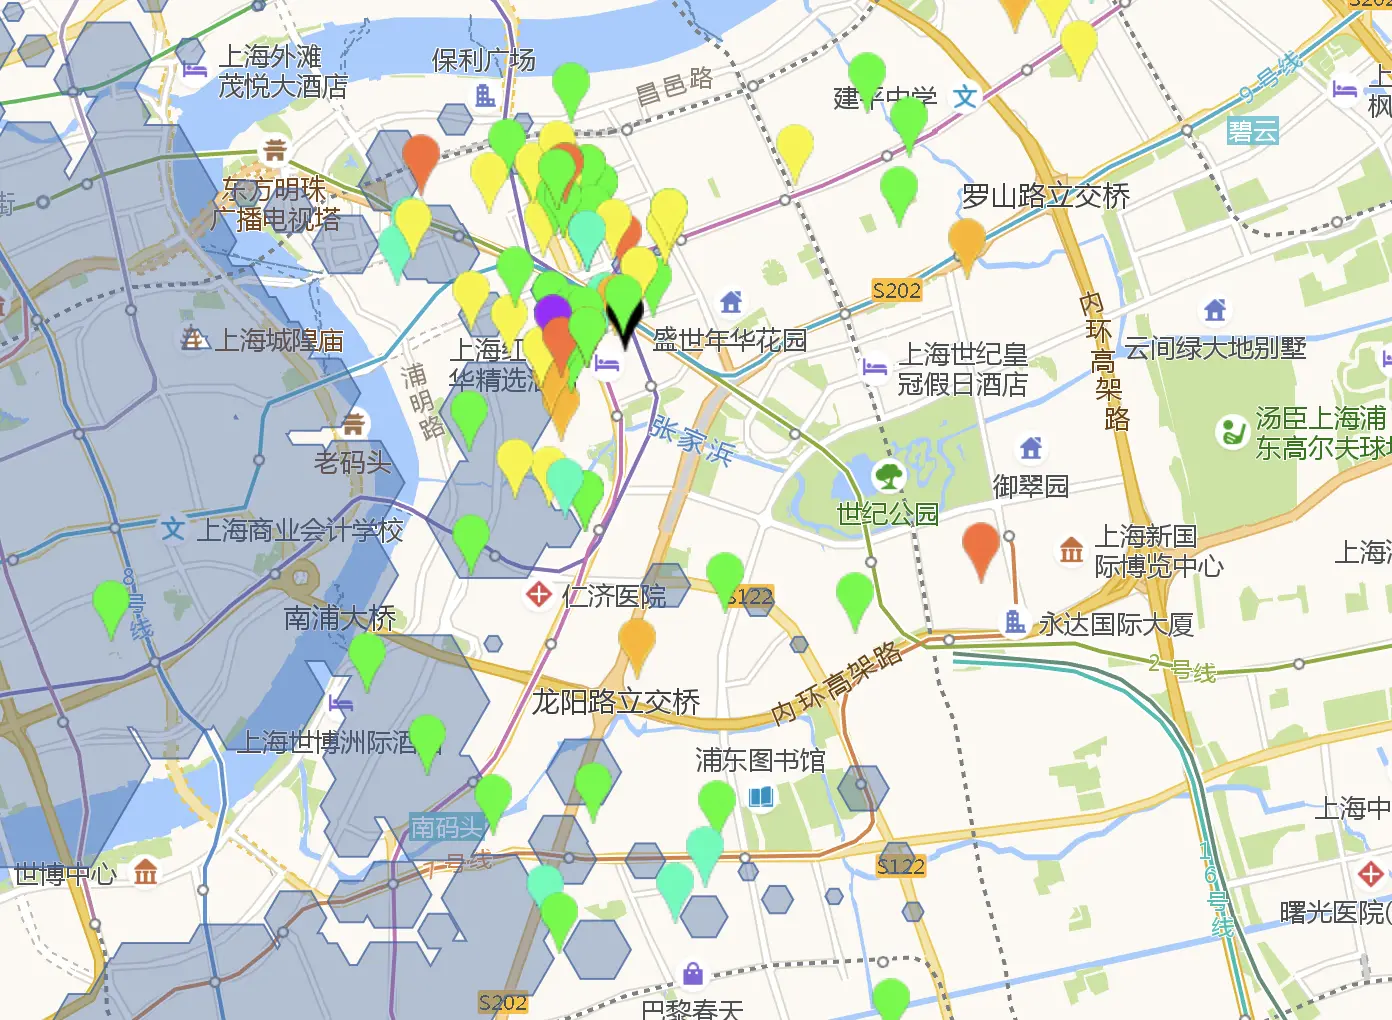 上海外滩
茂悦大酒店
保利广场
昌邑路
建平中学
9号线
碧云
枫
东方明珠
广播电视塔
街
罗山路立交桥
S202
内环高架路
上海城隍庙
盛世年华花园
上海红
华精选酒
浦明路
上海世纪皇
冠假日酒店
云间绿大地别墅
汤臣上海浦
东高尔夫球场
张家浜
老码头
世纪公园
御翠园
上海商业会计学校
上海新国
际博览中心
8号线
南浦大桥
仁济医院
S122
永达国际大厦
2号线
内环高架路
龙阳路立交桥
上海世博洲际酒
浦东图书馆
南码头
7号线
世博中心
S122
16号线
上海中
曙光医院(
S202
巴黎春天